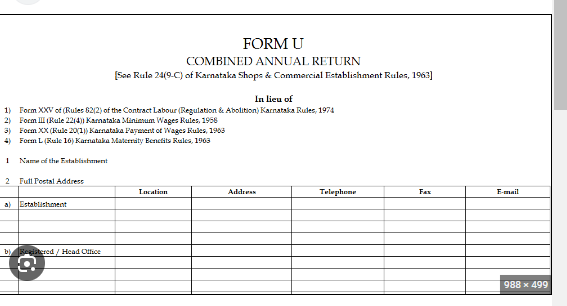 FORM U
COMBINED ANNUAL RETURN
[See Rule 24(9-C) of Karnataka Shops & Commercial Establishment Rules, 1963]
In lieu of
1) Form XXV of (Rules 82(2) of the Contract Labour (Regulation & Abolition) Karnataka Rules, 1974
2) Form III (Rule 22(4)) Karnataka Minimum Wages Rules, 1958
3) Form XX (Rule 20(1)) Karnataka Payment of Wages Rules, 1963
4) Form L (Rule 16) Karnataka Maternity Benefits Rules, 1963
1 Name of the Establishment
2 Full Postal Address
Location Address Telephone Fax E-mail
a) Establishment
b) Registered / Head Office
988 × 499